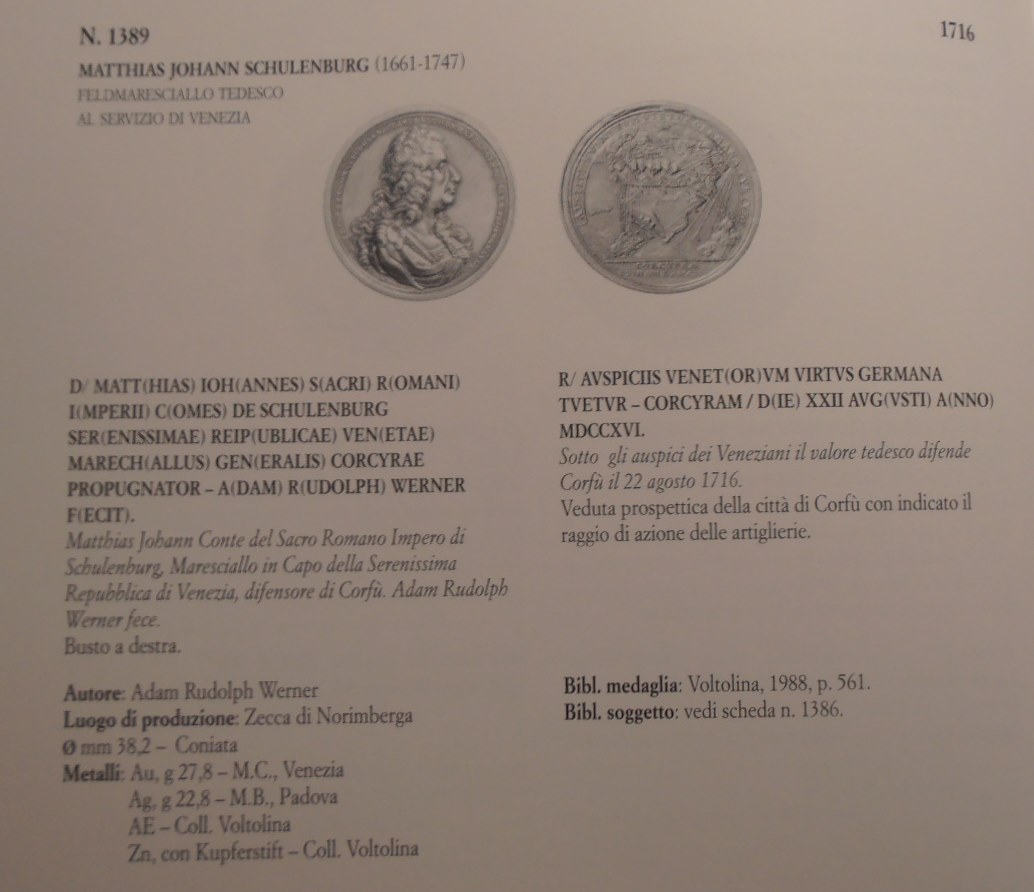 N. 1389
1716
MATTHIAS JOHANN SCHULENBURG (1661-1747)
FELDMARESCIALLO TEDESCO
AL SERVIZIO DI VENEZIA
D/ MATT(HIAS) IOH(ANNES) S(ACRI) R(OMANI)
I(MPERII) C(OMES) DE SCHULENBURG
SER(ENISSIMAE) REIP(UBLICAE) VEN(ETAE)
MARECH(ALLUS) GEN(ERALIS) CORCYRAE
PROPUGNATOR – A(DAM) R(UDOLPH) WERNER
F(ECIT).
Matthias Johann Conte del Sacro Romano Impero di
Schulenburg, Maresciallo in Capo della Serenissima
Repubblica di Venezia, difensore di Corfù. Adam Rudolph
Werner fece.
Busto a destra.
Autore: Adam Rudolph Werner
Luogo di produzione: Zecca di Norimberga
Ø mm 38,2 – Coniata
Metalli: Au, g 27,8 – M.C., Venezia
Ag, g 22,8 – M.B., Padova
AE – Coll. Voltolina
Zn, con Kupferstift – Coll. Voltolina
R/ AVSPICIIS VENET(OR)VM VIRTVS GERMANA
TVETVR – CORCYRAM / D(IE) XXII AVG(VSTI) A(NNO)
MDCCXVI.
Sotto gli auspici dei Veneziani il valore tedesco difende
Corfù il 22 agosto 1716.
Veduta prospettica della città di Corfù con indicato il
raggio di azione delle artiglierie.
Bibl. medaglia: Voltolina, 1988, p. 561.
Bibl. soggetto: vedi scheda n. 1386.